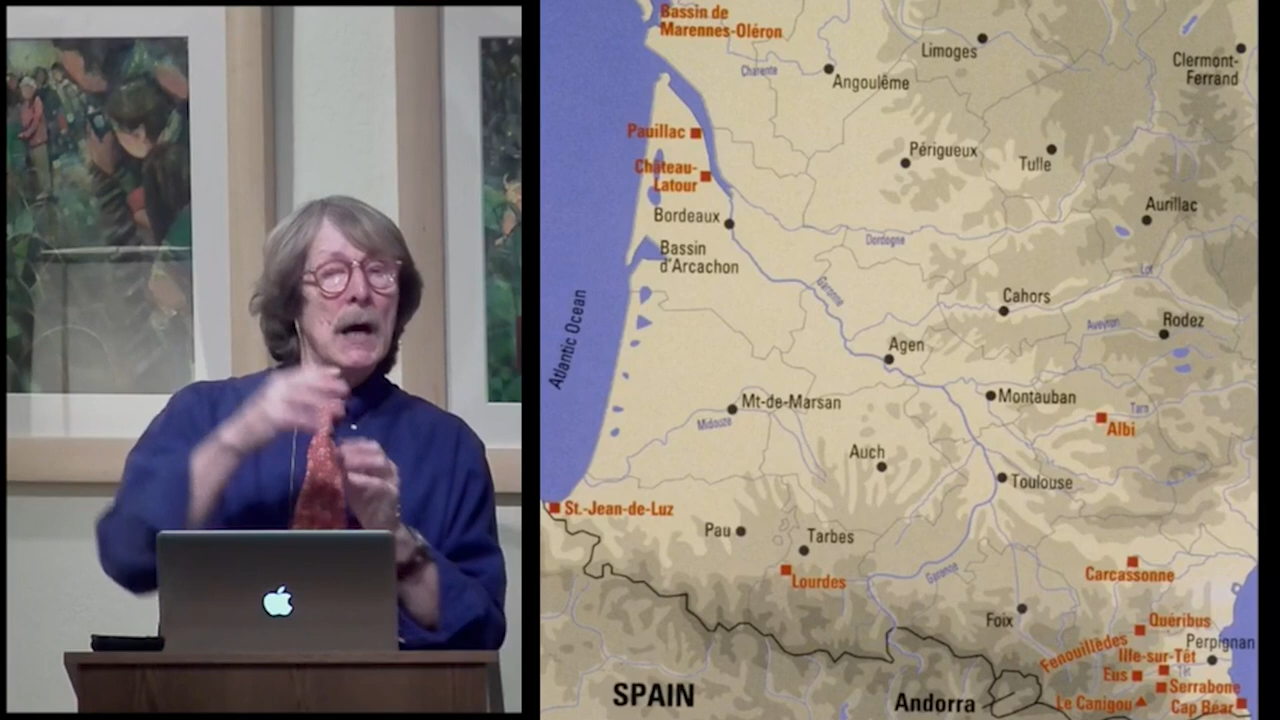 Bassin de
Marennes-Oléron
Limoges
Clermont-
Ferrand
Charente
Angoulême
Pauillac
Périgueux
Tulle
Château-
Latour
Aurillac
Bordeaux
Dordogne
Bassin
d'Arcachon
Lot
Garonne
Cahors
Rodez
Aveyron
Atlantic Ocean
Agen
Mt-de-Marsan
Montauban
Midouze
Tarn
Albi
Auch
Toulouse
St.-Jean-de-Luz
Pau
Tarbes
Lourdes
Garonne
Carcassonne
Foix
Quéribus
Fenouillèdes
Perpignan
Ille-sur-Têt
Têt
Eus
Serrabone
SPAIN
Andorra
Le Canigou
Cap Béar